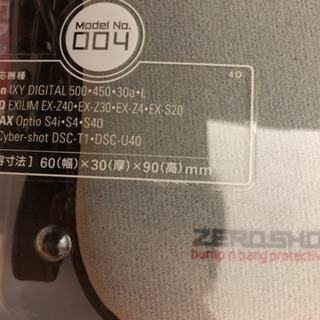 Model No.
004
応機種
4D
n IXY DIGITAL 500・450・30a・L
O EXILIM EX-Z40・EX-Z30・EX-Z4・EX-S20
AX Optio S4i・S4・S40
Cyber-shot DSC-T1・DSC-U40
容寸法］60(幅)×30(厚)×90(高)mm
ZEROSHO
bump n bang protective